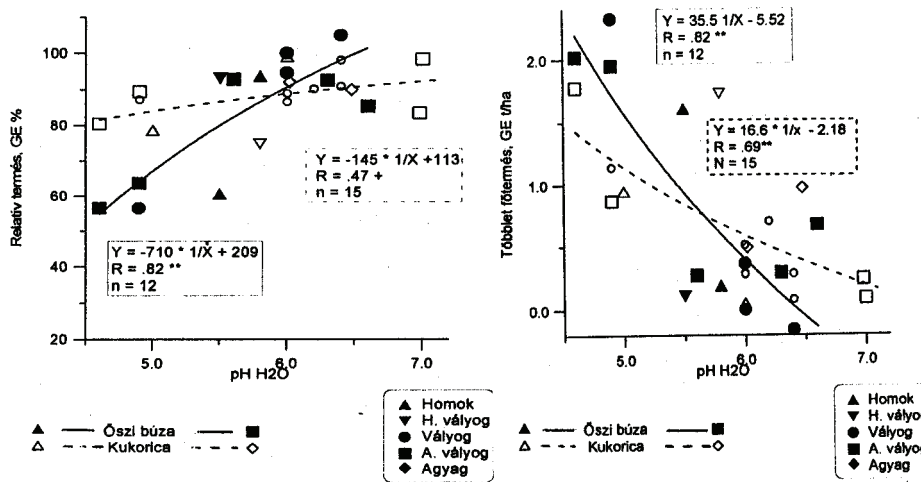 Relatív termés, GE %
100
80
60
40
20
Y = -145 * 1/X +113
R = .47 +
n = 15
Y = -710 * 1/X + 209
R = .82 **
n = 12
5.0
6.0
7.0
pH H2O
Őszi búza
Kukorica
Homok
H. vályog
Vályog
A. vályog
Agyag
Többlet főtermés, GE t/ha
2.0
1.0
0.0
Y = 35.5 1/X - 5.52
R = .82 **
n = 12
Y = 16.6 * 1/x - 2.18
R = .69**
N = 15
5.0
6.0
7.0
pH H2O
Őszi búza
Kukorica
Homok
H. vályog
Vályog
A. vályog
Agyag